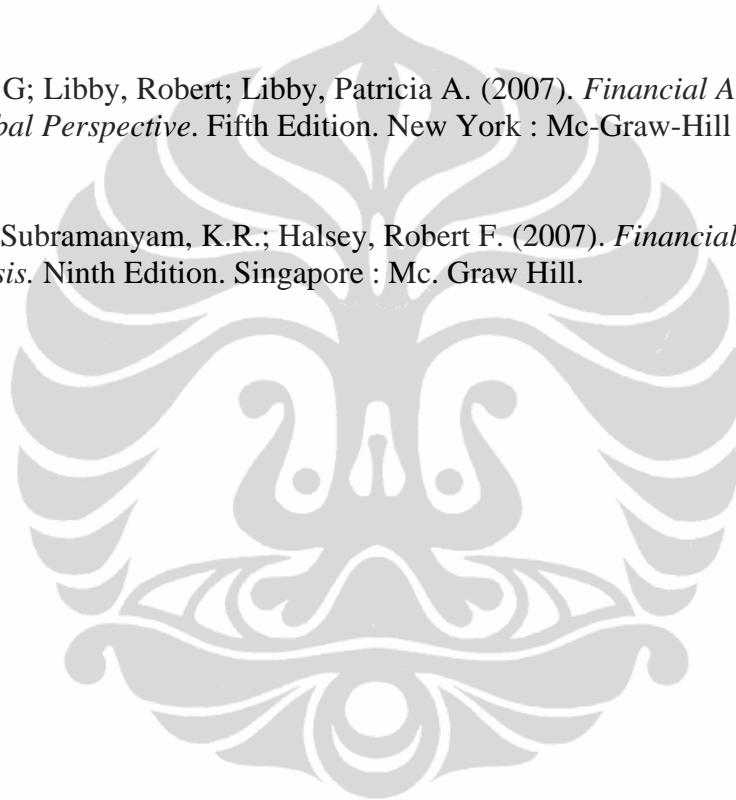 G; Libby, Robert; Libby, Patricia A. (2007). Financial A
bal Perspective. Fifth Edition. New York : Mc-Graw-Hill
Subramanyam, K.R.; Halsey, Robert F. (2007). Financial
sis. Ninth Edition. Singapore : Mc. Graw Hill.